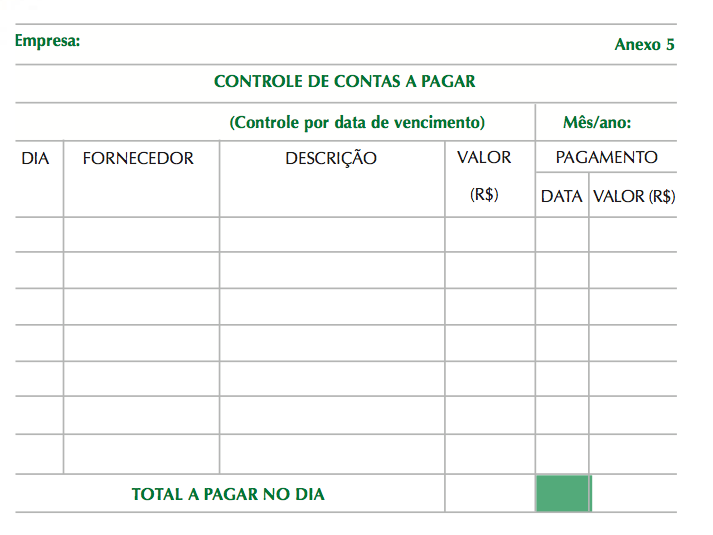 Empresa:
Anexo 5
CONTROLE DE CONTAS A PAGAR
(Controle por data de vencimento)
Mês/ano:
DIA FORNECEDOR DESCRIÇÃO VALOR PAGAMENTO
(R$) DATA VALOR (R$)
TOTAL A PAGAR NO DIA